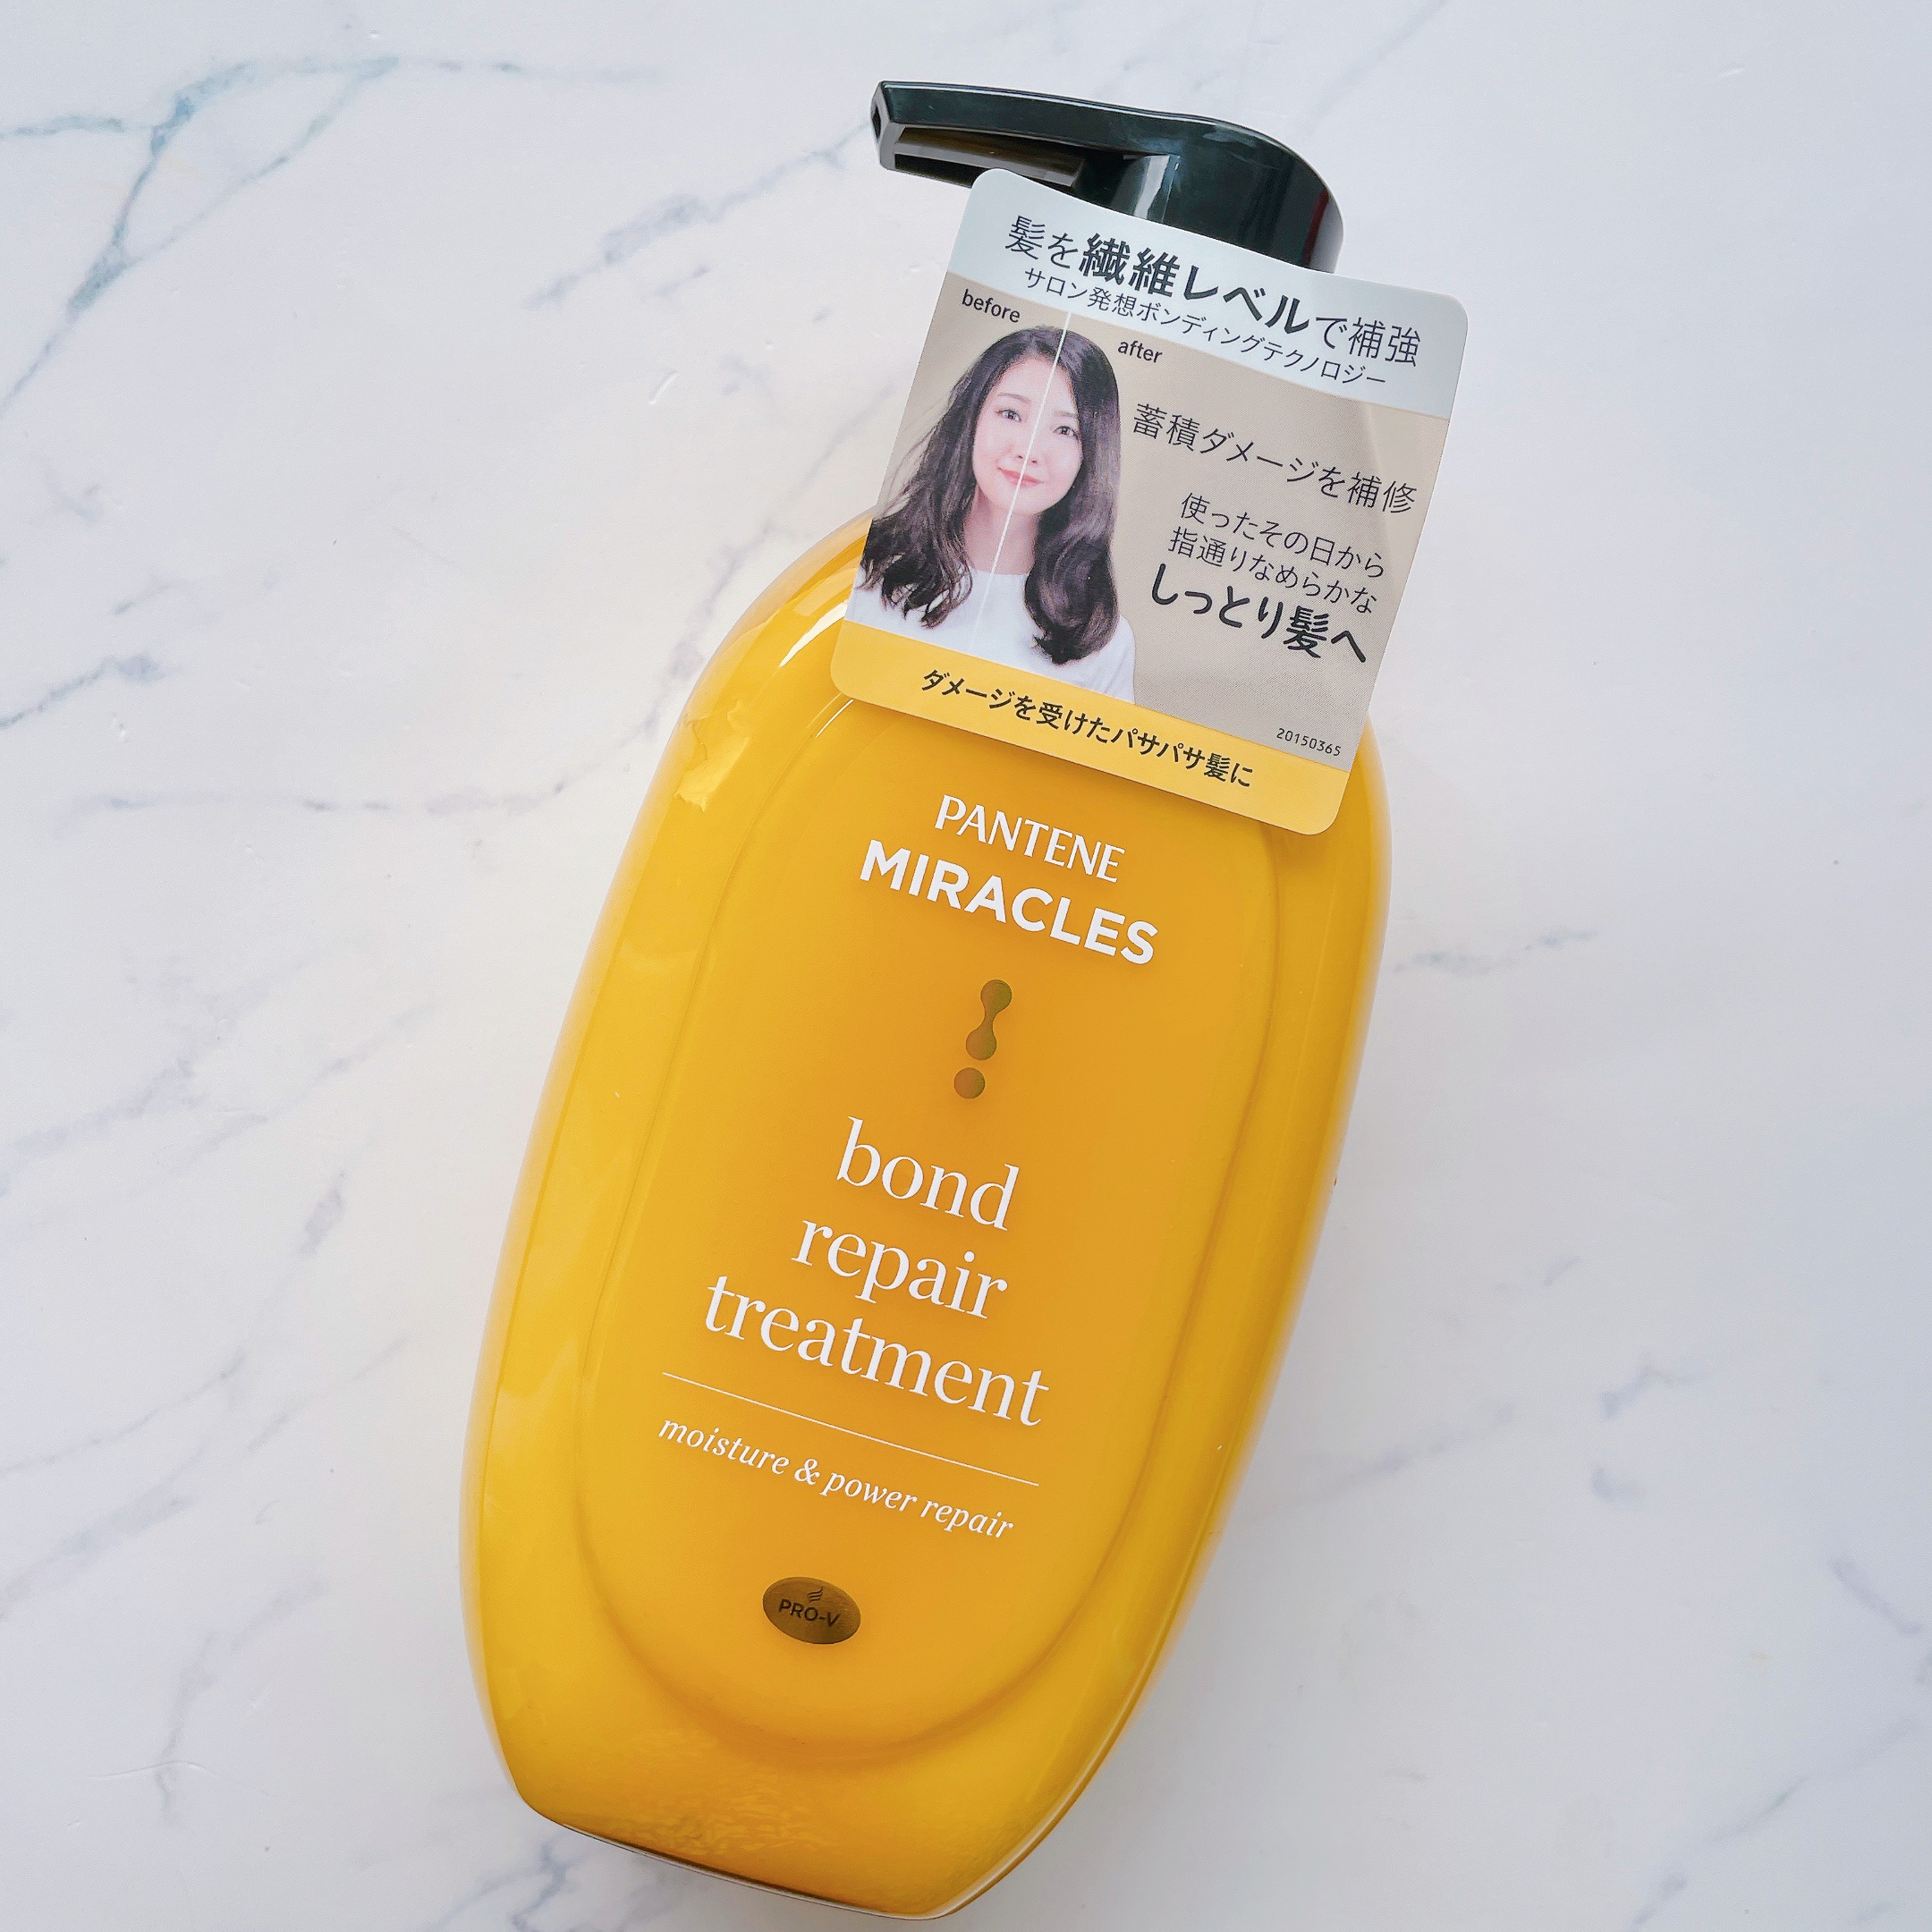 髪を繊維レベルで補強
サロン発想ボンディングテクノロジー
before
after
蓄積ダメージを補修
使ったその日から
指通りなめらかな
しっとり髪へ
20150365
ダメージを受けたパサパサ髪に
PANTENE
MIRACLES
bond
repair
treatment
moisture & power repair
PRO-V